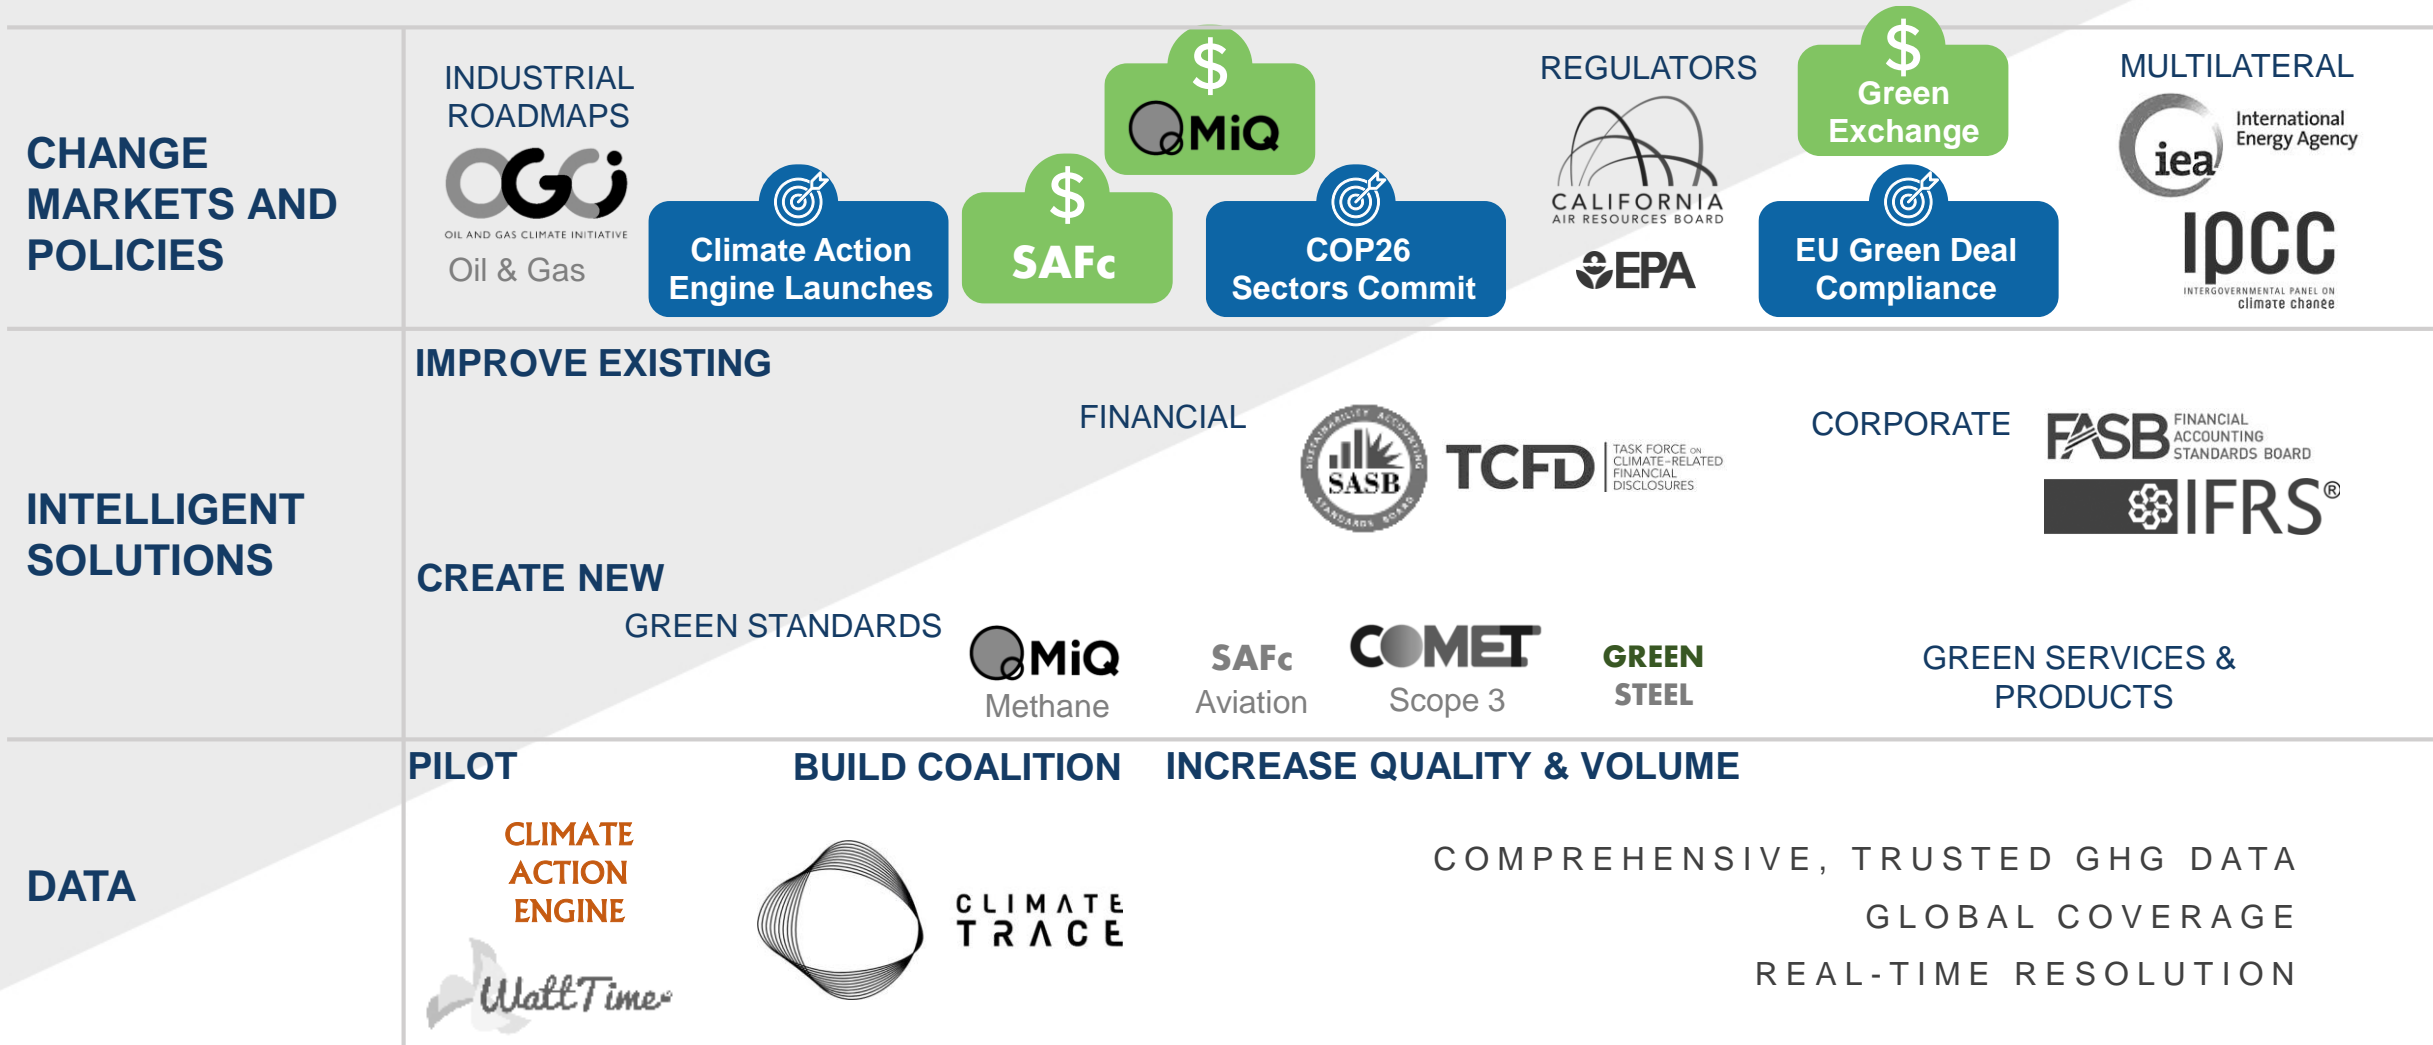 CHANGE
MARKETS AND
POLICIES
INDUSTRIAL
ROADMAPS
OGCi
OIL AND GAS CLIMATE INITIATIVE
Oil & Gas
Climate Action
Engine Launches
$
SAFc
$
MiQ
COP26
Sectors Commit
REGULATORS
CALIFORNIA
AIR RESOURCES BOARD
EPA
$
Green
Exchange
EU Green Deal
Compliance
MULTILATERAL
iea
International
Energy Agency
IPCC
INTERGOVERNMENTAL PANEL ON
climate change
INTELLIGENT
SOLUTIONS
IMPROVE EXISTING
FINANCIAL
SUSTAINABILITY ACCOUNTING
SASB
STANDARDS BOARD
TCFD
TASK FORCE ON
CLIMATE-RELATED
FINANCIAL
DISCLOSURES
CORPORATE
FASB
FINANCIAL
ACCOUNTING
STANDARDS BOARD
IFRS®
CREATE NEW
GREEN STANDARDS
MiQ
Methane
SAFc
Aviation
COMET
Scope 3
GREEN
STEEL
GREEN SERVICES &
PRODUCTS
DATA
PILOT
CLIMATE
ACTION
ENGINE
WattTime
BUILD COALITION
CLIMATE
TRACE
INCREASE QUALITY & VOLUME
COMPREHENSIVE, TRUSTED GHG DATA
GLOBAL COVERAGE
REAL-TIME RESOLUTION